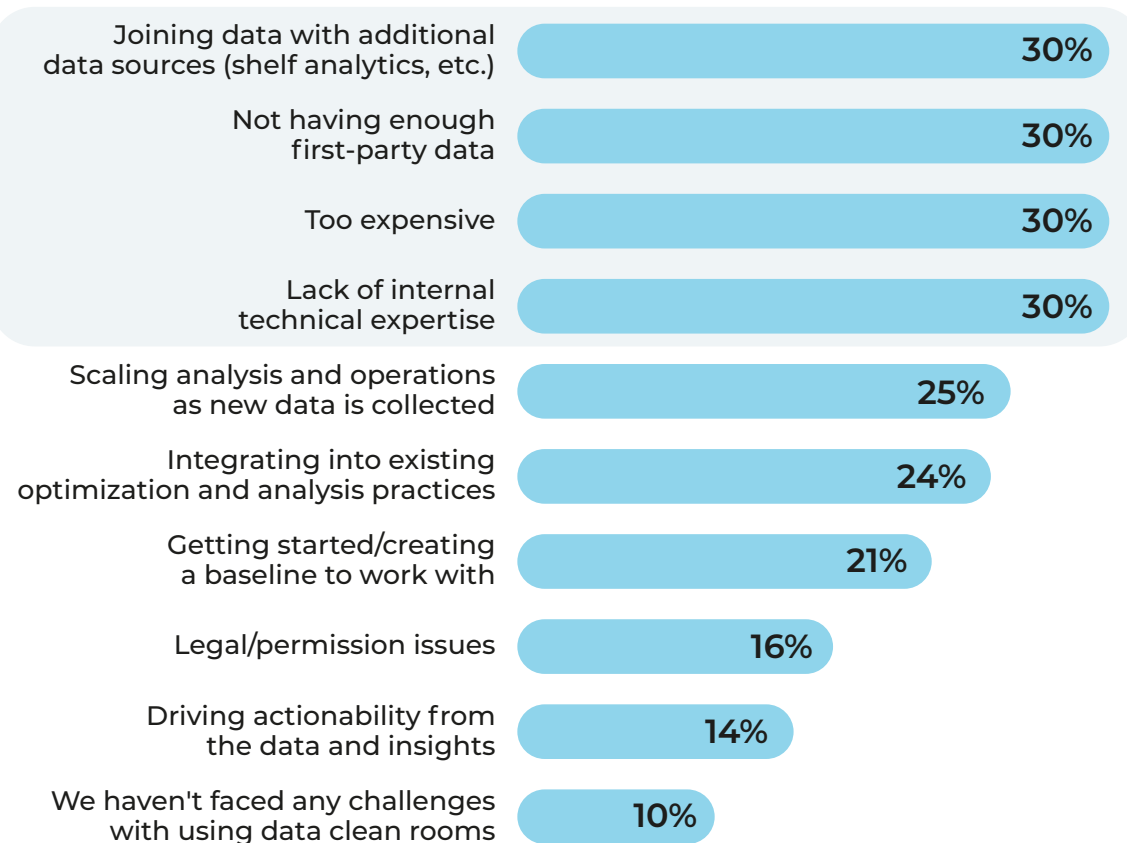 Joining data with additional
data sources (shelf analytics, etc.)
30%
Not having enough
first-party data
30%
Too expensive
30%
Lack of internal
technical expertise
30%
Scaling analysis and operations
as new data is collected
25%
Integrating into existing
optimization and analysis practices
24%
Getting started/creating
a baseline to work with
21%
Legal/permission issues
16%
Driving actionability from
the data and insights
14%
We haven't faced any challenges
with using data clean rooms
10%